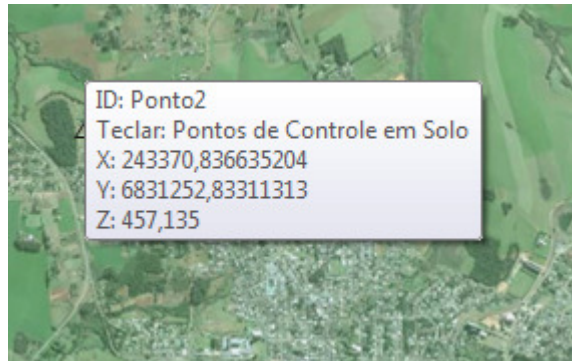 ID: Ponto2
Teclar: Pontos de Controle em Solo
X: 243370,836635204
Y: 6831252,83311313
Z: 457,135